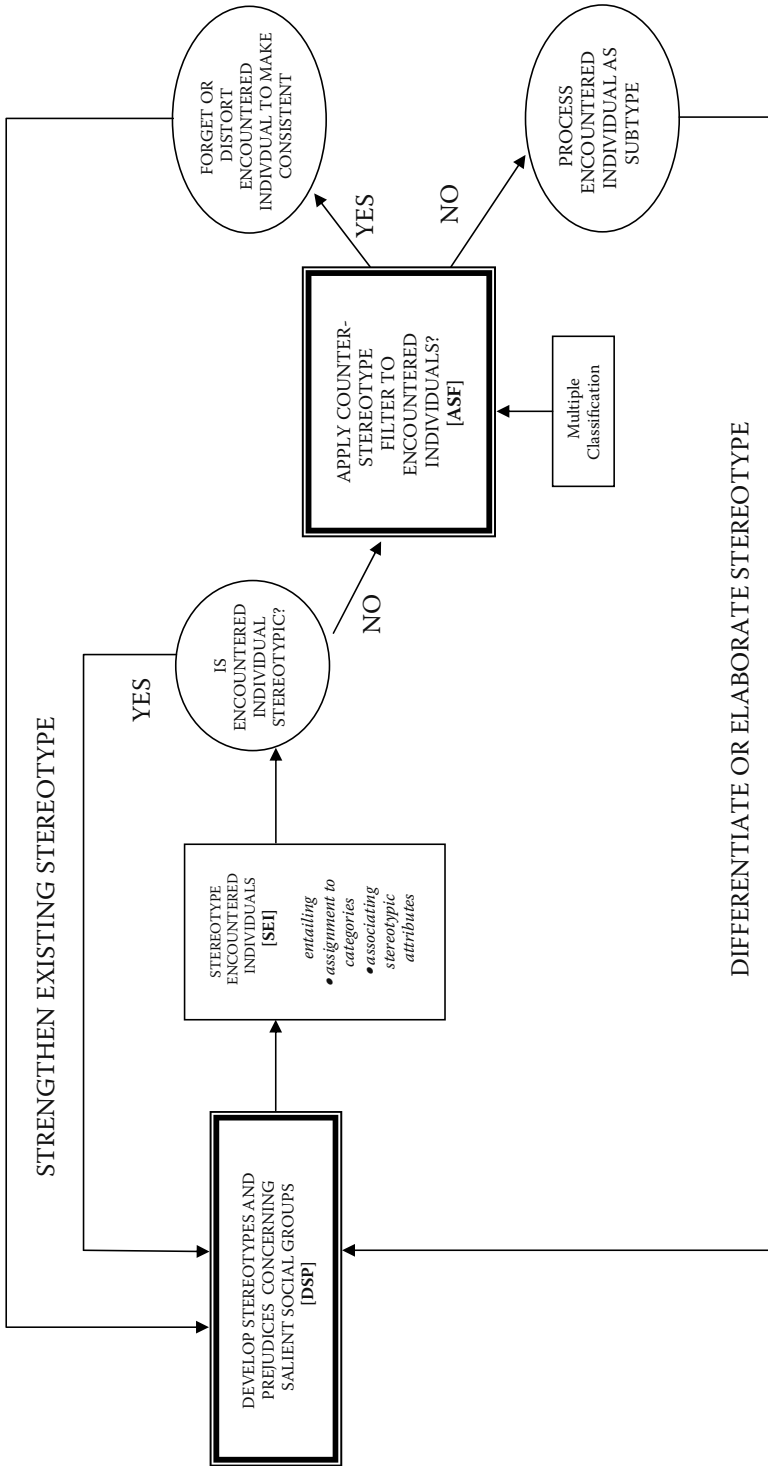 STRENGTHEN EXISTING STEREOTYPE
DEVELOP STEREOTYPES AND
PREJUDICES CONCERNING
SALIENT SOCIAL GROUPS
[DSP]
STEREOTYPE
ENCOUNTERED
INDIVIDUALS
[SEI]
entailing
• assignment to
categories
• associating
stereotypic
attributes
YES
IS
ENCOUNTERED
INDIVIDUAL
STEREOTYPIC?
NO
APPLY COUNTER-
STEREOTYPE
FILTER TO
ENCOUNTERED
INDIVIDUALS?
[ASF]
Multiple
Classification
YES
FORGET OR
DISTORT
ENCOUNTERED
INDIVDUAL TO MAKE
CONSISTENT
NO
PROCESS
ENCOUNTERED
INDIVIDUAL AS
SUBTYPE
DIFFERENTIATE OR ELABORATE STEREOTYPE